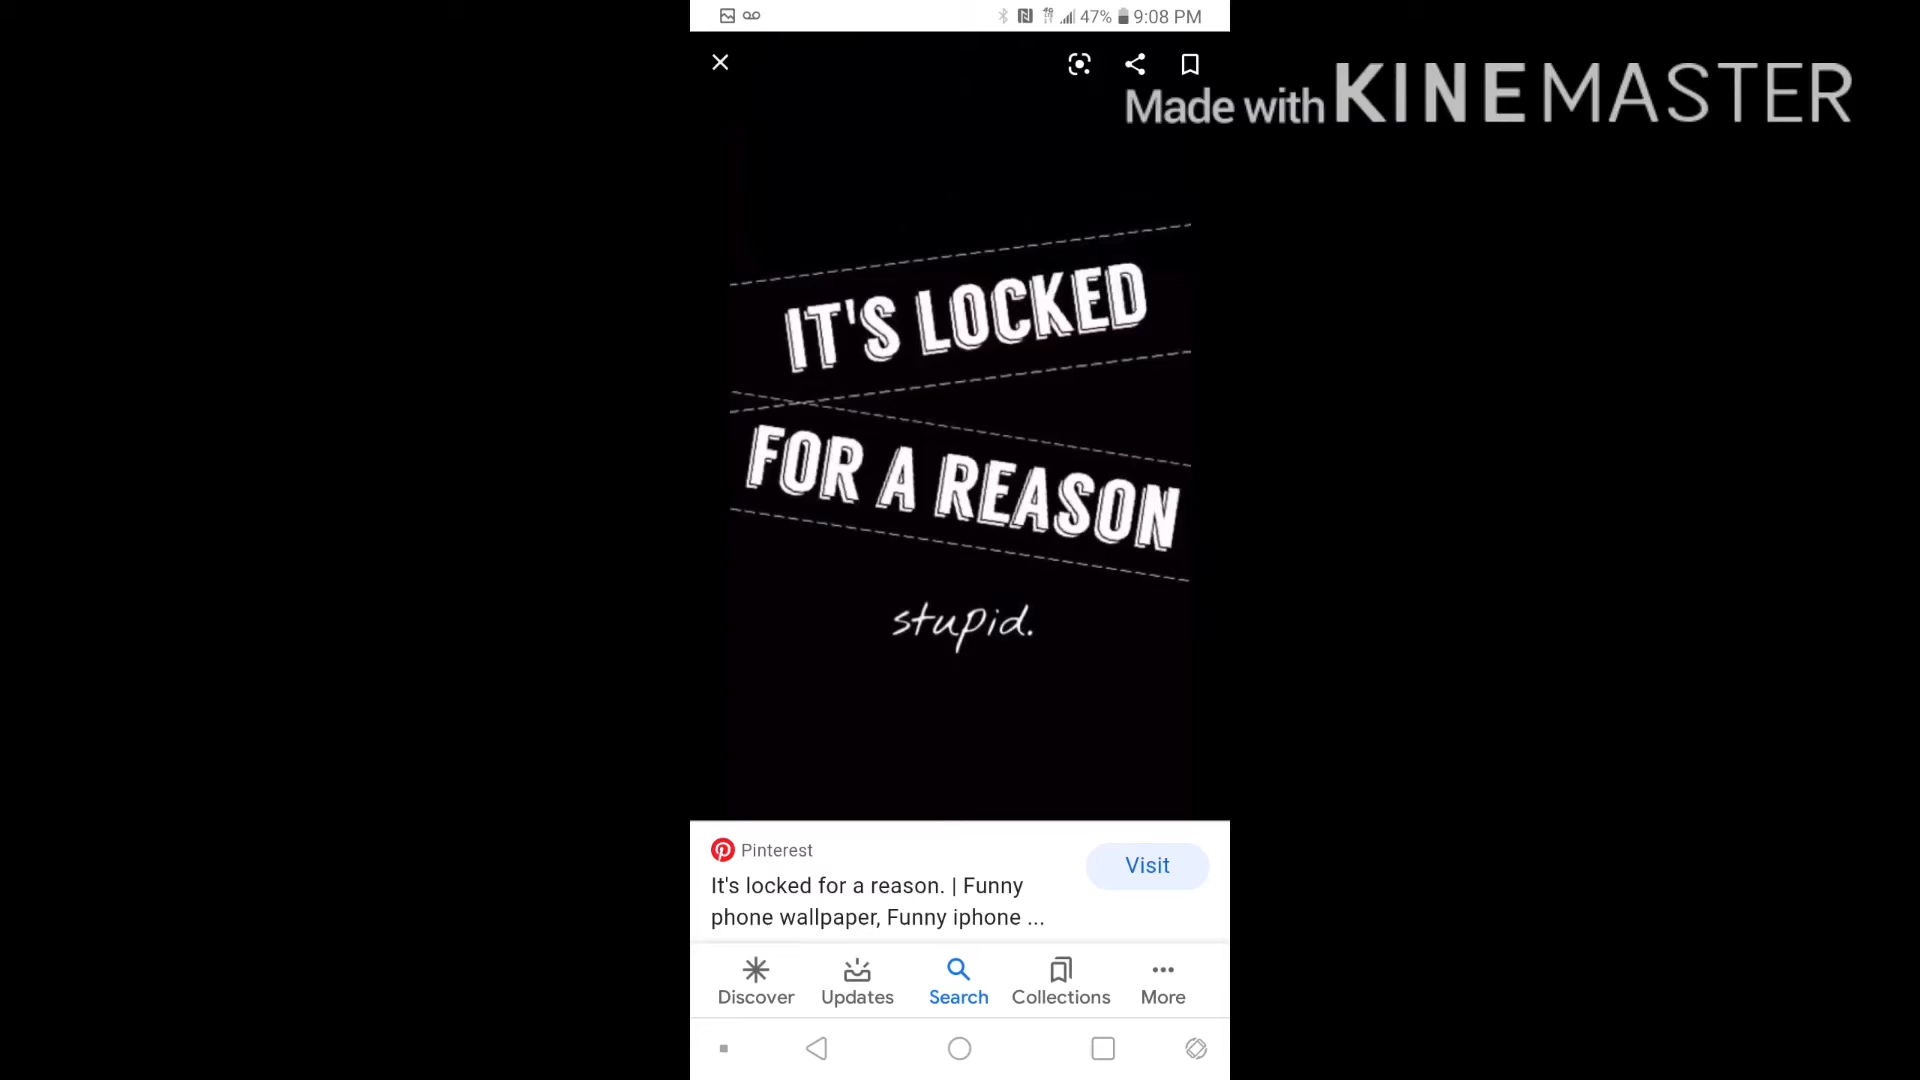 47% 9:08 PM
Made with KINEMASTER
IT'S LOCKED
FOR A REASON
stupid.
Pinterest
Visit
It's locked for a reason. | Funny
phone wallpaper, Funny iphone ...
Discover Updates Search Collections More